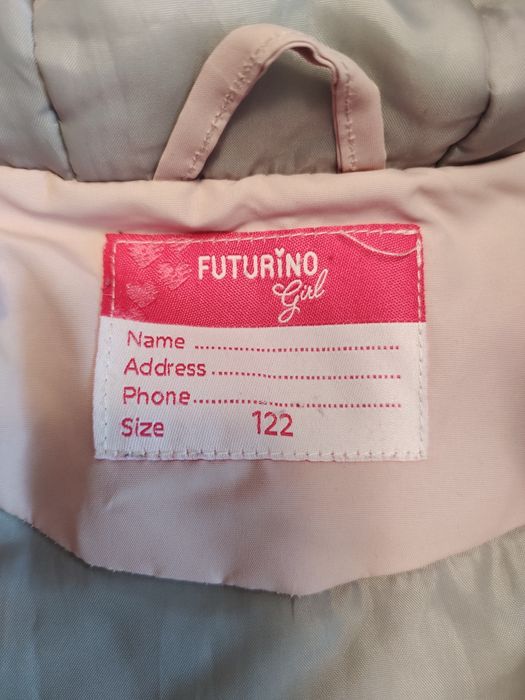 FUTURiNO
Girl
Name ........................................
Address .....................................
Phone ........................................
Size 122